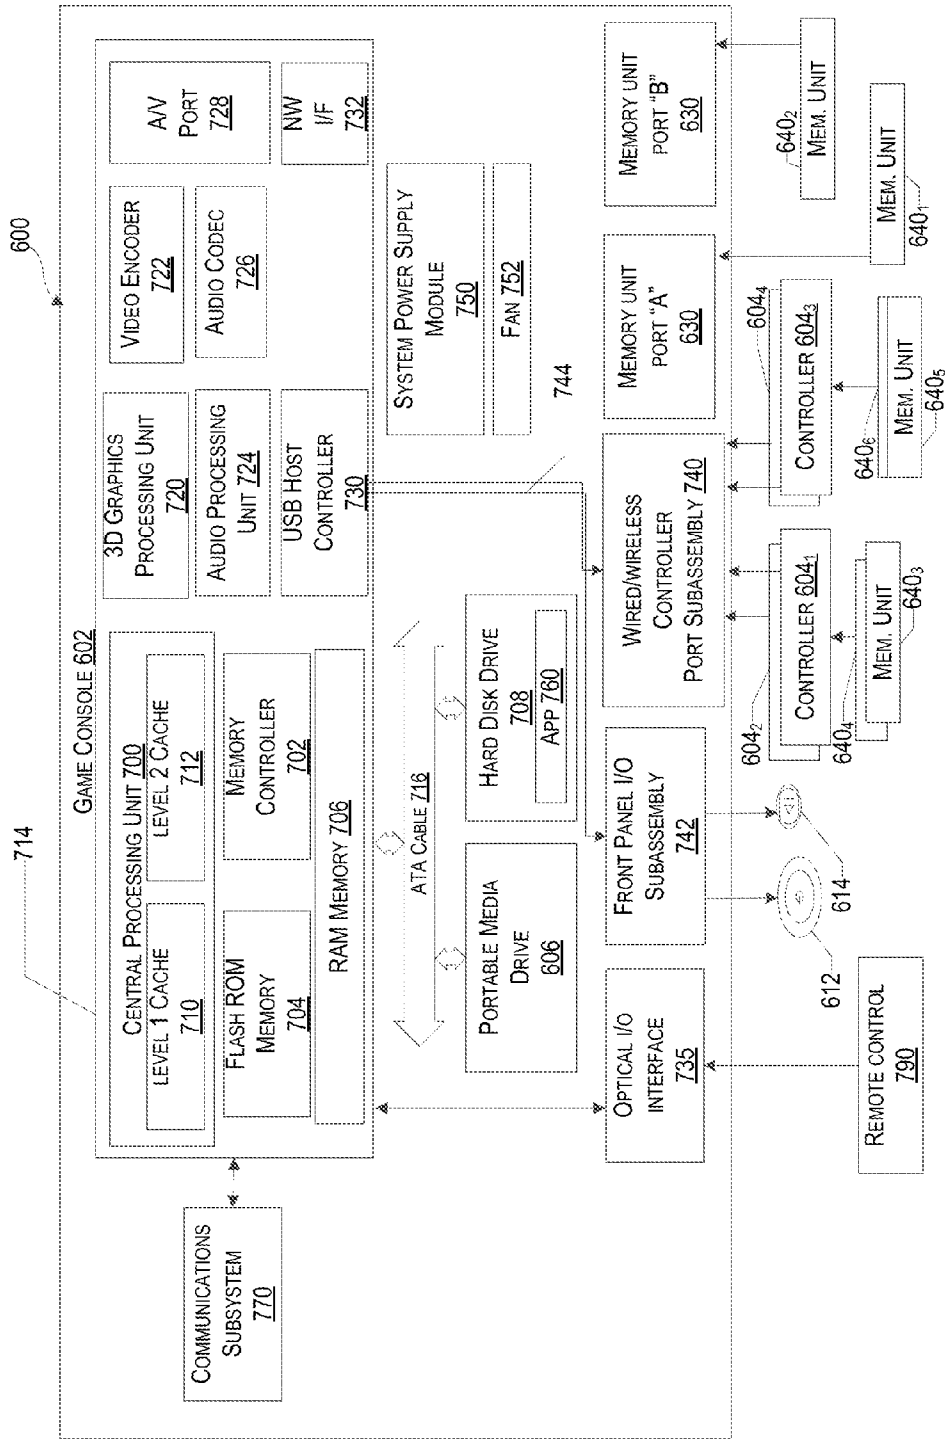 600
714
GAME CONSOLE 602
CENTRAL PROCESSING UNIT 700
LEVEL 1 CACHE
710
LEVEL 2 CACHE
712
3D GRAPHICS
PROCESSING UNIT
720
VIDEO ENCODER
722
A/V
PORT
728
COMMUNICATIONS
SUBSYSTEM
770
FLASH ROM
MEMORY
704
MEMORY
CONTROLLER
702
AUDIO PROCESSING
UNIT 724
AUDIO CODEC
726
RAM MEMORY 706
USB HOST
CONTROLLER
730
NW
I/F
732
ATA CABLE 716
SYSTEM POWER SUPPLY
MODULE
750
FAN 752
PORTABLE MEDIA
DRIVE
606
HARD DISK DRIVE
708
APP 760
744
OPTICAL I/O
INTERFACE
735
FRONT PANEL I/O
SUBASSEMBLY
742
WIRED/WIRELESS
CONTROLLER
PORT SUBASSEMBLY 740
MEMORY UNIT
PORT "A"
630
MEMORY UNIT
PORT "B"
630
604₂
604₄
640₂
612
614
CONTROLLER 604₁
CONTROLLER 604₃
MEM. UNIT
640₄
640₆
REMOTE CONTROL
790
MEM. UNIT
640₃
MEM. UNIT
640₅
MEM. UNIT
640₁